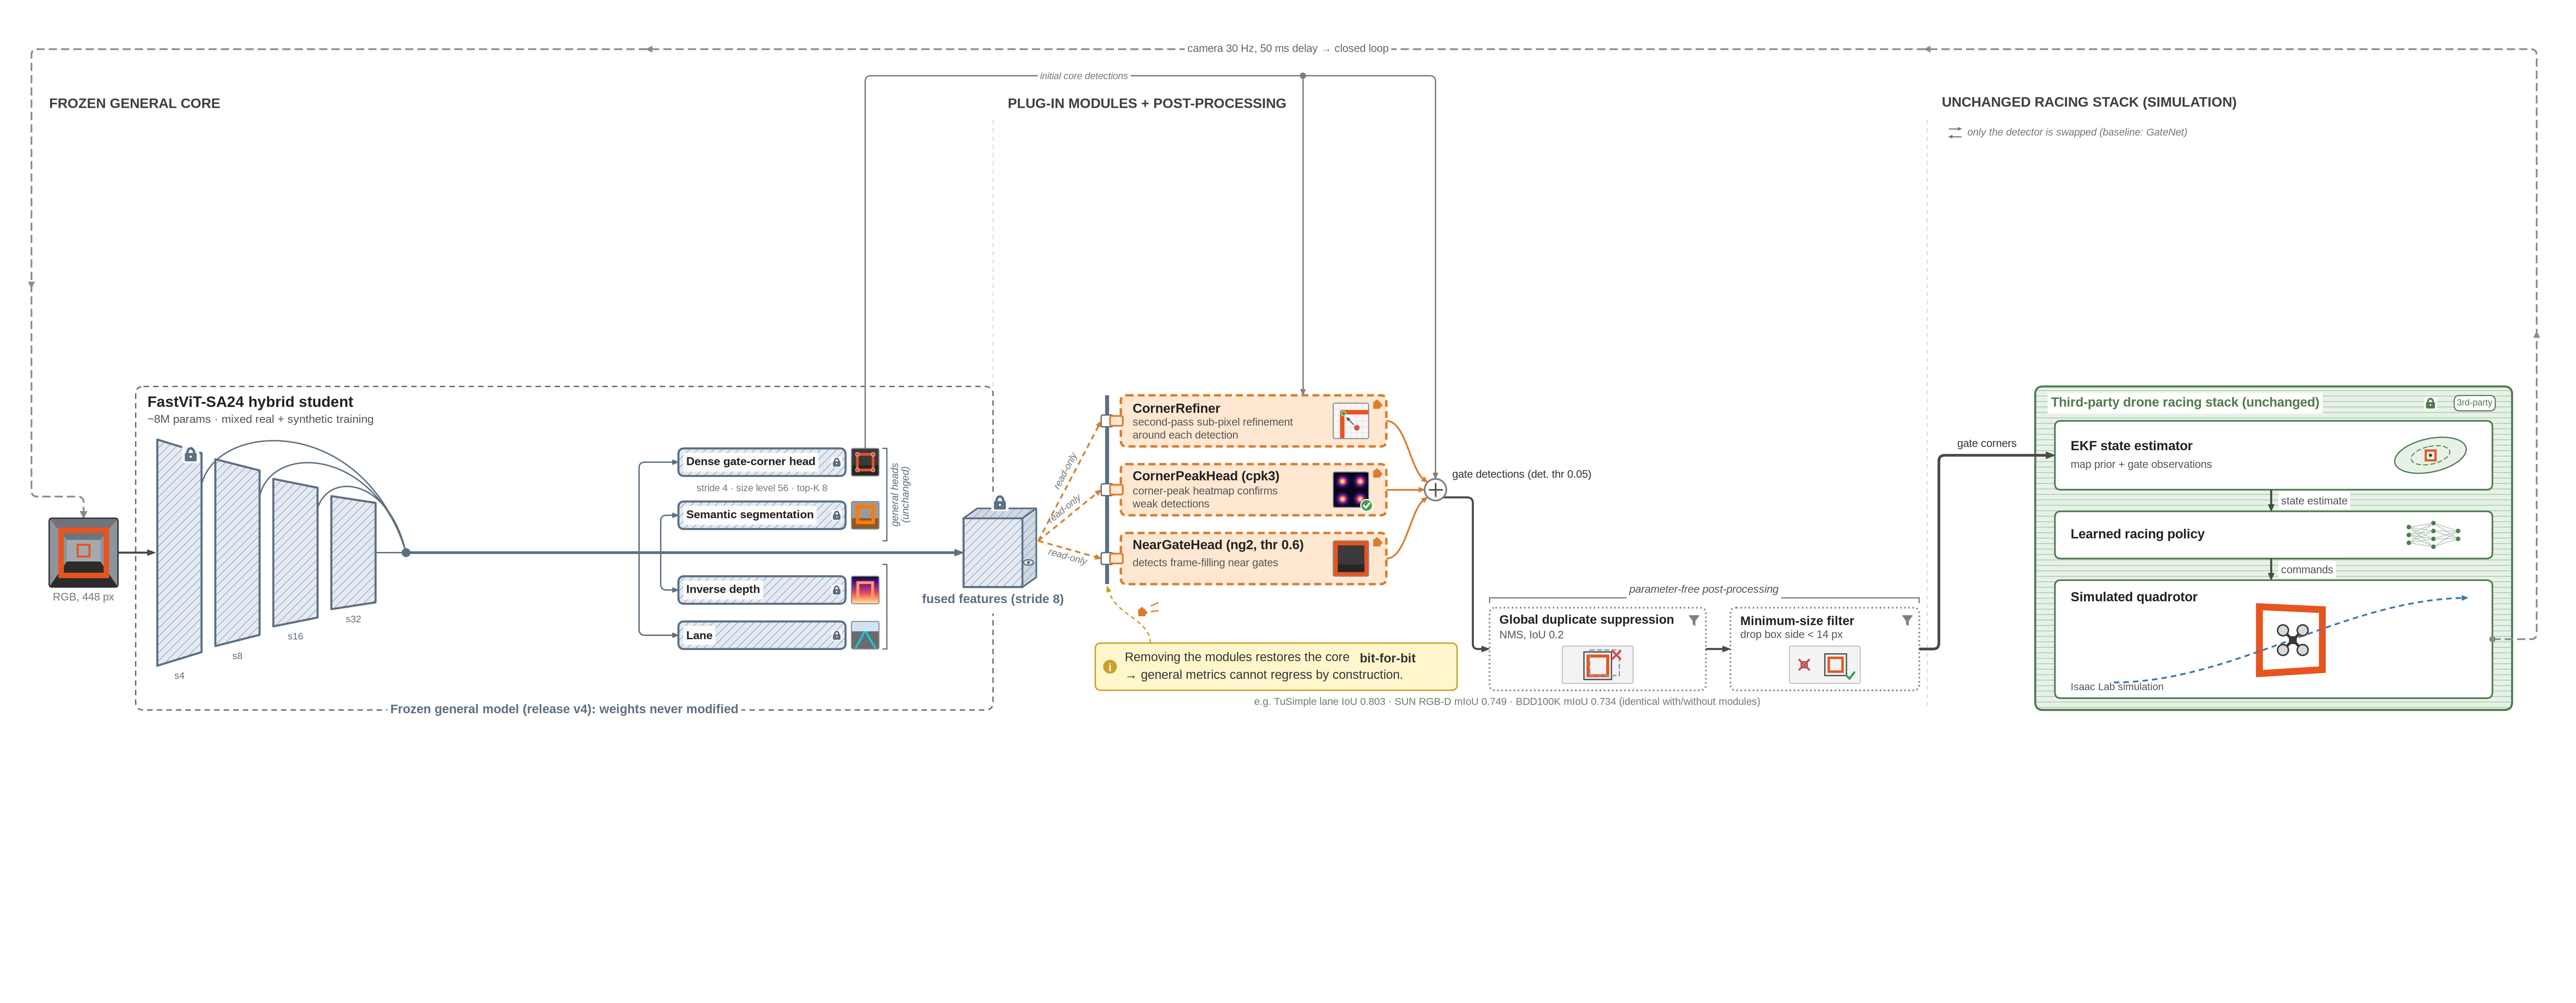 camera 30 Hz, 50 ms delay → closed loop
initial core detections
FROZEN GENERAL CORE
PLUG-IN MODULES + POST-PROCESSING
UNCHANGED RACING STACK (SIMULATION)
only the detector is swapped (baseline: GateNet)
RGB, 448 px
FastViT-SA24 hybrid student
~8M params · mixed real + synthetic training
s4
s8
s16
s32
Dense gate-corner head
stride 4 · size level 56 · top-K 8
Semantic segmentation
Inverse depth
Lane
general heads
(unchanged)
Frozen general model (release v4): weights never modified
fused features (stride 8)
read-only
read-only
read-only
CornerRefiner
second-pass sub-pixel refinement
around each detection
CornerPeakHead (cpk3)
corner-peak heatmap confirms
weak detections
NearGateHead (ng2, thr 0.6)
detects frame-filling near gates
i
Removing the modules restores the core bit-for-bit
→ general metrics cannot regress by construction.
e.g. TuSimple lane IoU 0.803 · SUN RGB-D mIoU 0.749 · BDD100K mIoU 0.734 (identical with/without modules)
gate detections (det. thr 0.05)
parameter-free post-processing
Global duplicate suppression
NMS, IoU 0.2
Minimum-size filter
drop box side < 14 px
gate corners
Third-party drone racing stack (unchanged)
3rd-party
EKF state estimator
map prior + gate observations
state estimate
Learned racing policy
commands
Simulated quadrotor
Isaac Lab simulation